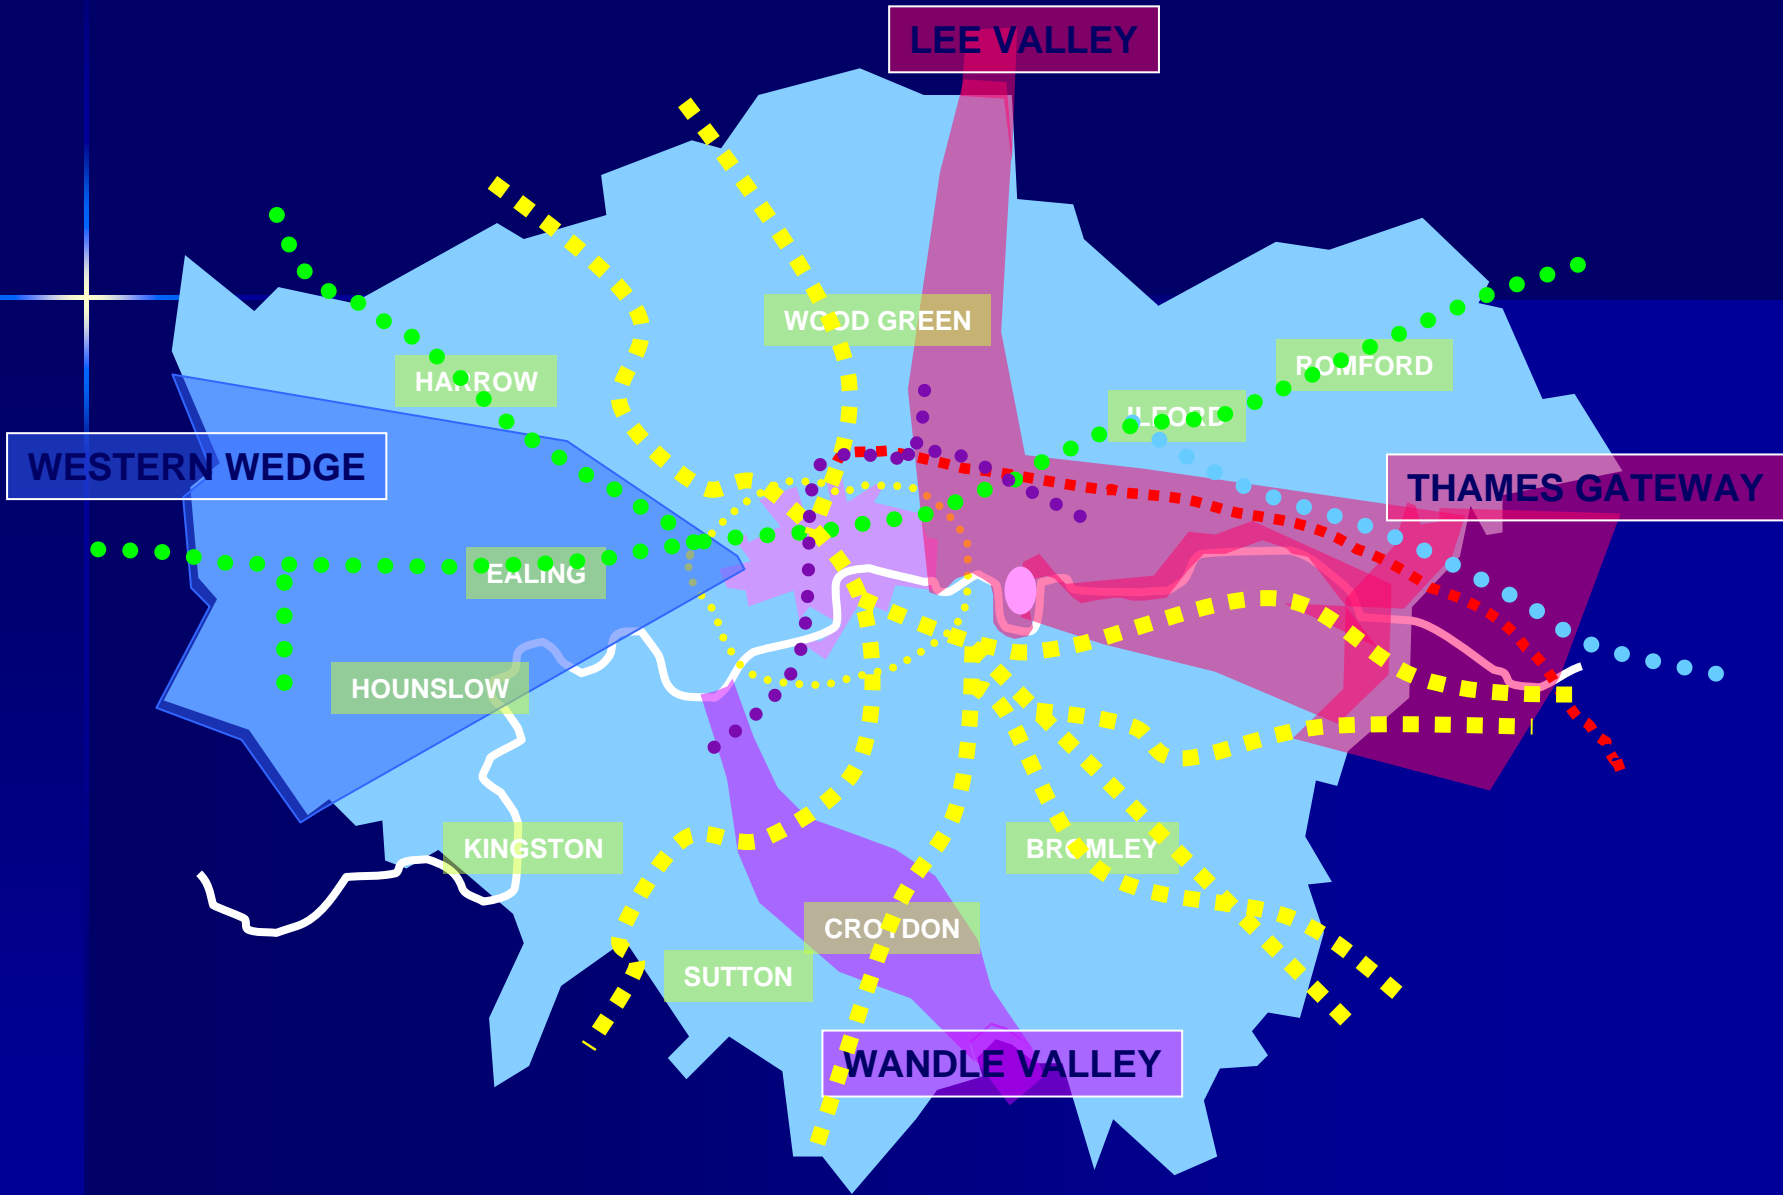 LEE VALLEY
WOOD GREEN
HARROW
ROMFORD
ILFORD
WESTERN WEDGE
THAMES GATEWAY
EALING
HOUNSLOW
KINGSTON
BROMLEY
CROYDON
SUTTON
WANDLE VALLEY